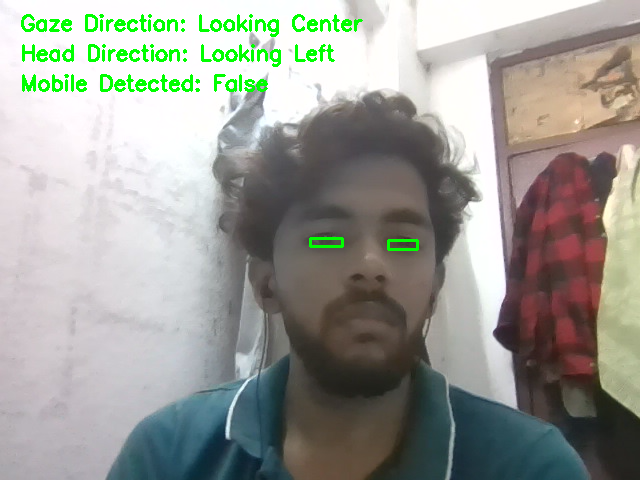 Gaze Direction: Looking Center
Head Direction: Looking Left
Mobile Detected: False